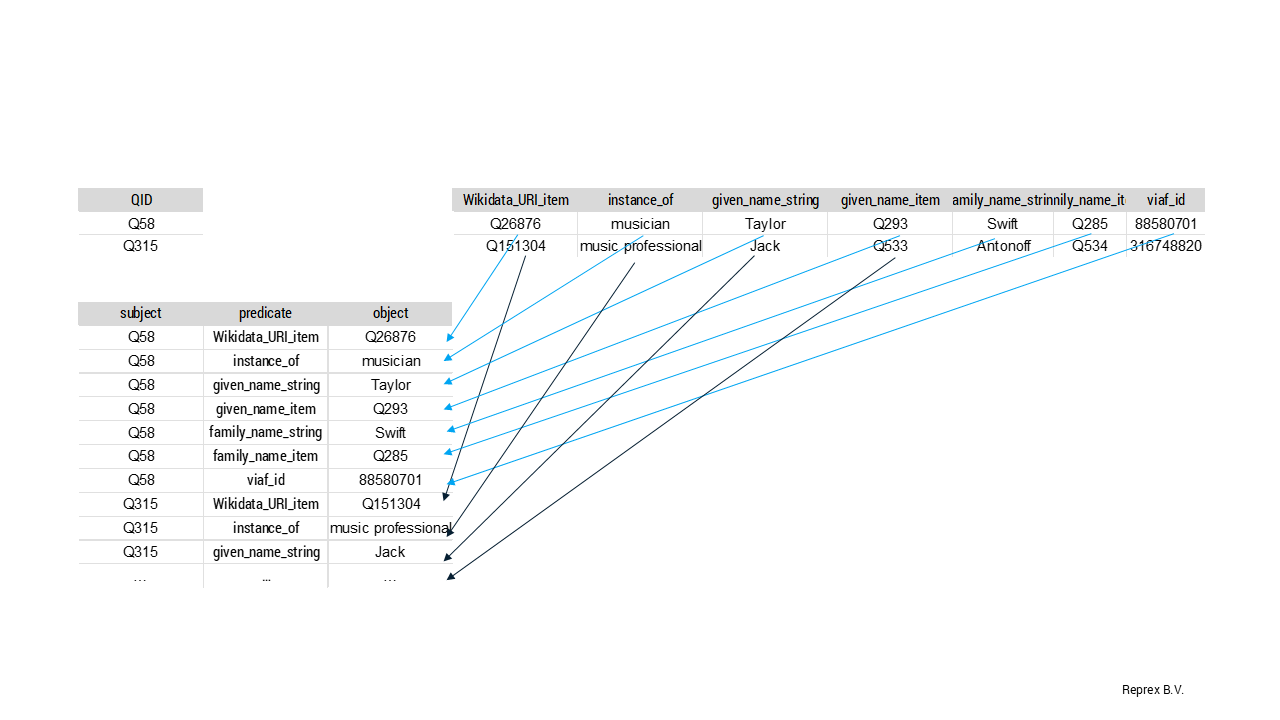 QID Wikidata_URI_item instance_of given_name_string given_name_item amily_name_strin nily_name_it viaf_id
Q58 Q26876 musician Taylor Q293 Swift Q285 88580701
Q315 Q151304 music professional Jack Q533 Antonoff Q534 316748820
subject predicate object
Q58 Wikidata_URI_item Q26876
Q58 instance_of musician
Q58 given_name_string Taylor
Q58 given_name_item Q293
Q58 family_name_string Swift
Q58 family_name_item Q285
Q58 viaf_id 88580701
Q315 Wikidata_URI_item Q151304
Q315 instance_of music professional
Q315 given_name_string Jack
... ... ...
Reprex B.V.